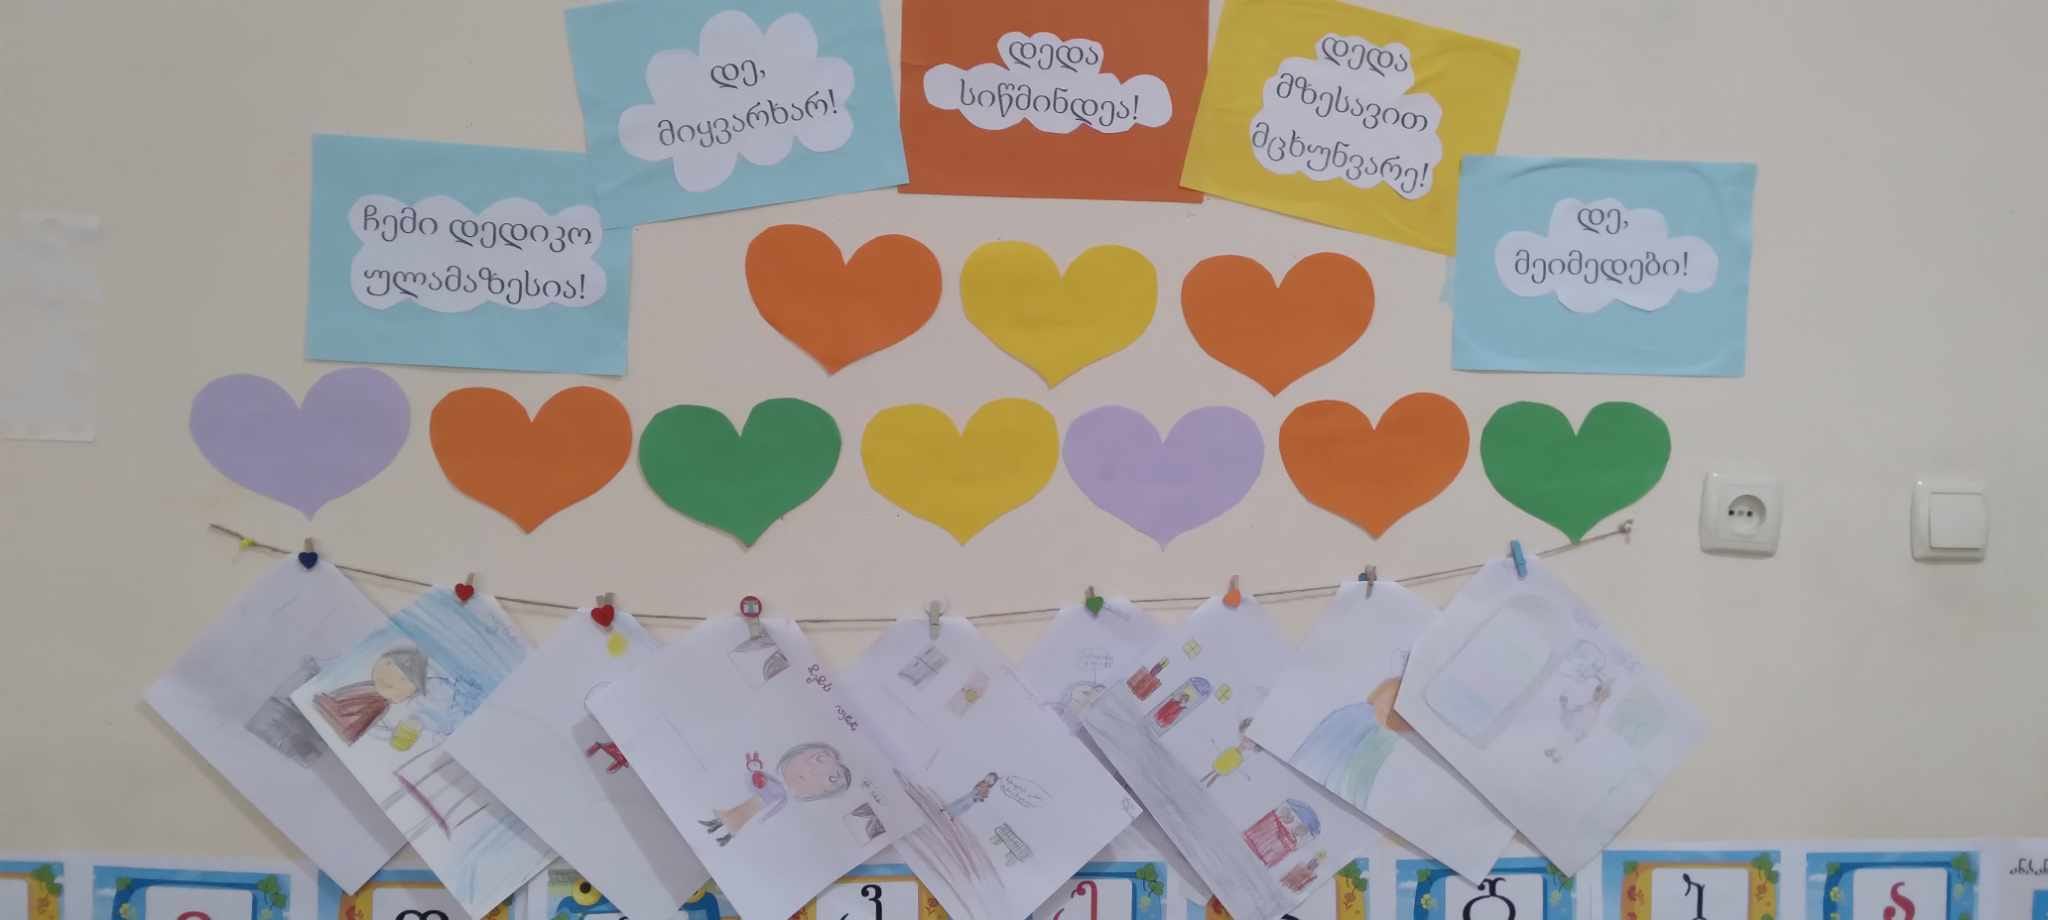 ჩემი დედიკო
ულამაზესია!
დე,
მიყვარხარ!
დედა
სიწმინდეა!
დედა
მზესავით
მცხუნვარე!
დე,
მეიმედები!